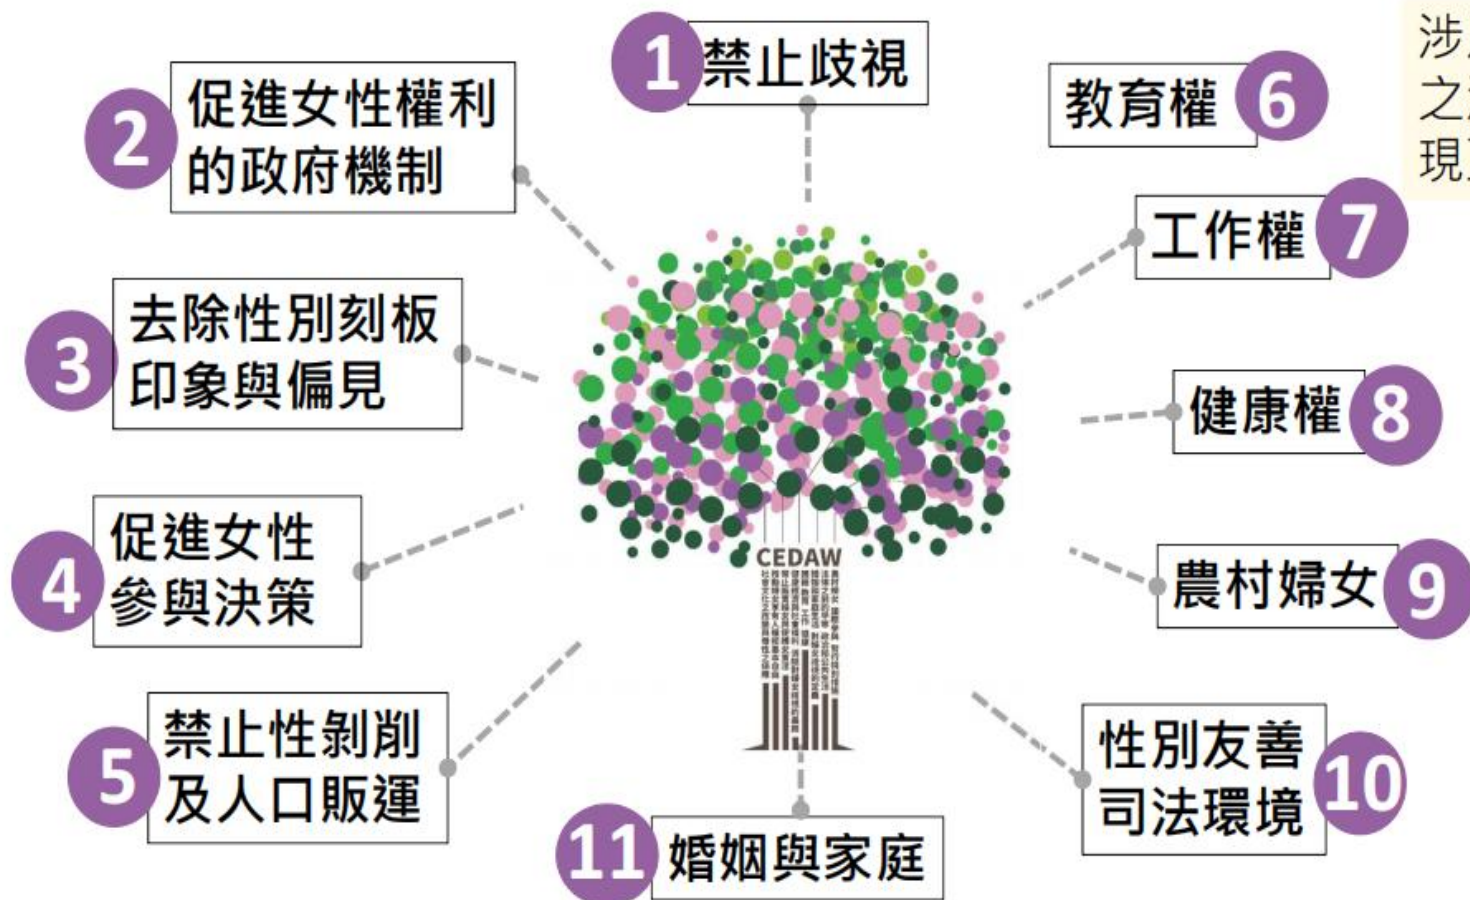 1
禁止歧視
2
促進女性權利
的政府機制
3
去除性別刻板
印象與偏見
4
促進女性
參與決策
5
禁止性剝削
及人口販運
教育權
6
工作權
7
健康權
8
農村婦女
9
性別友善
司法環境
10
11
婚姻與家庭
CEDAW
涉
之
現